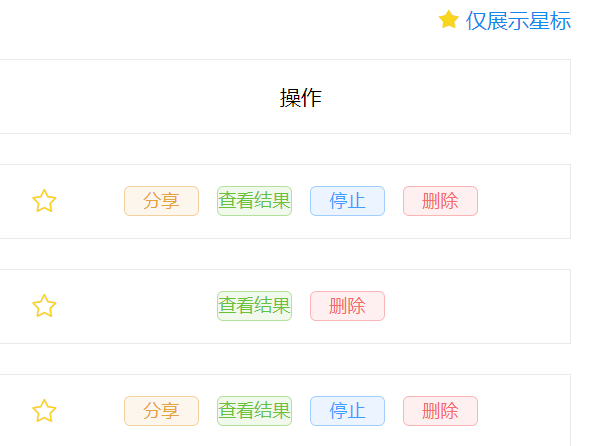 仅展示星标
操作
分享 查看结果 停止 删除
查看结果 删除
分享 查看结果 停止 删除